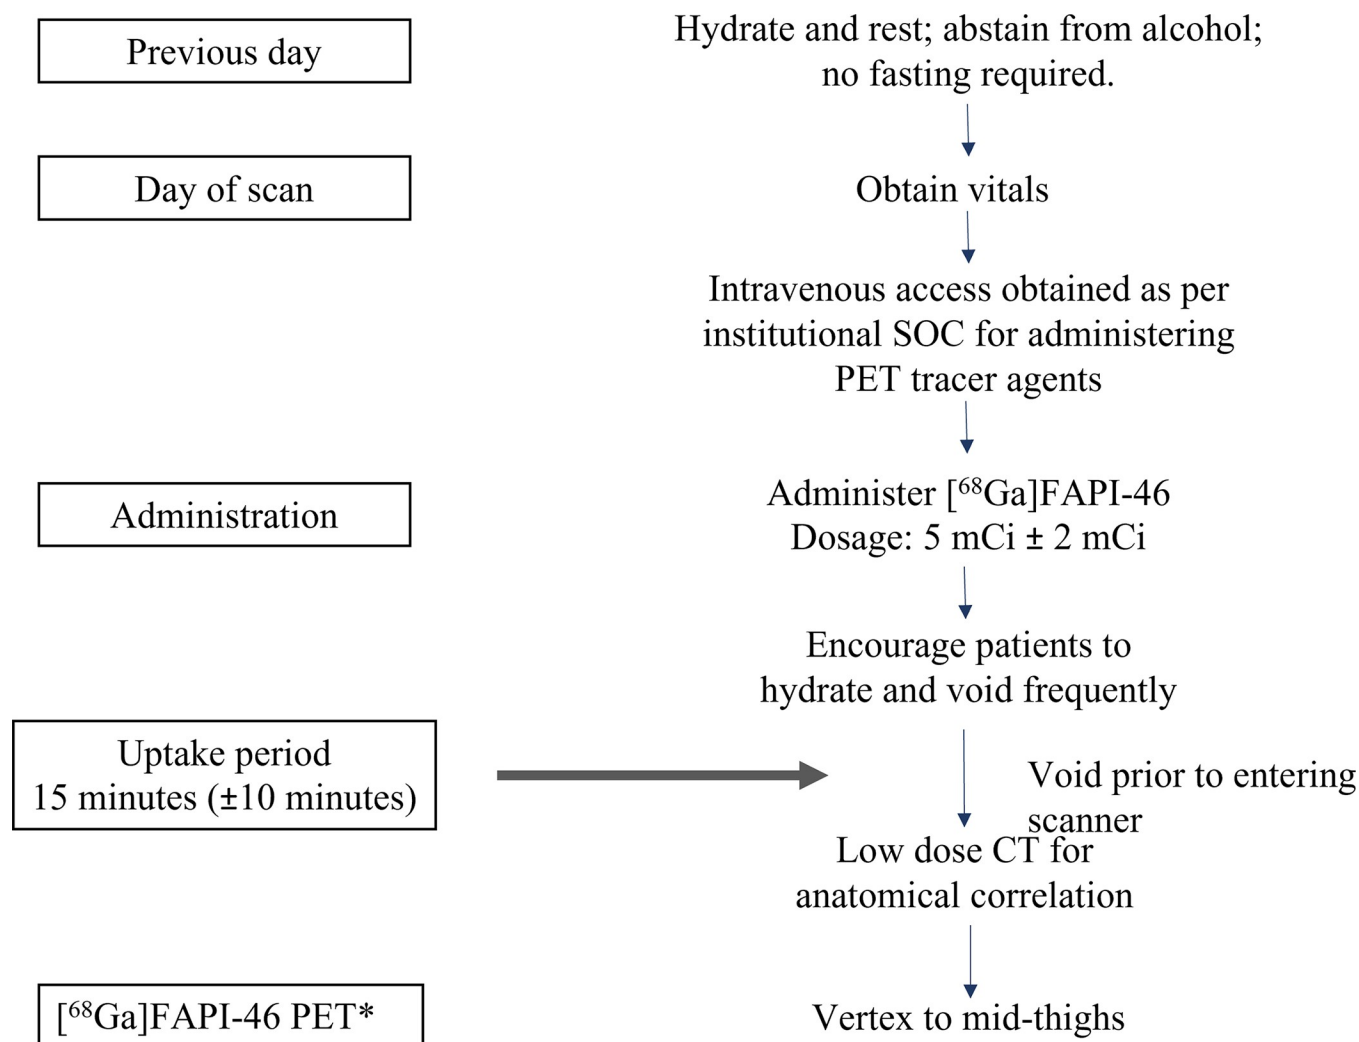 Previous day
Hydrate and rest; abstain from alcohol;
no fasting required.
Day of scan
Obtain vitals
Intravenous access obtained as per
institutional SOC for administering
PET tracer agents
Administration
Administer [⁶⁸Ga]FAPI-46
Dosage: 5 mCi ± 2 mCi
Encourage patients to
hydrate and void frequently
Uptake period
15 minutes (±10 minutes)
Void prior to entering
scanner
Low dose CT for
anatomical correlation
[⁶⁸Ga]FAPI-46 PET*
Vertex to mid-thighs